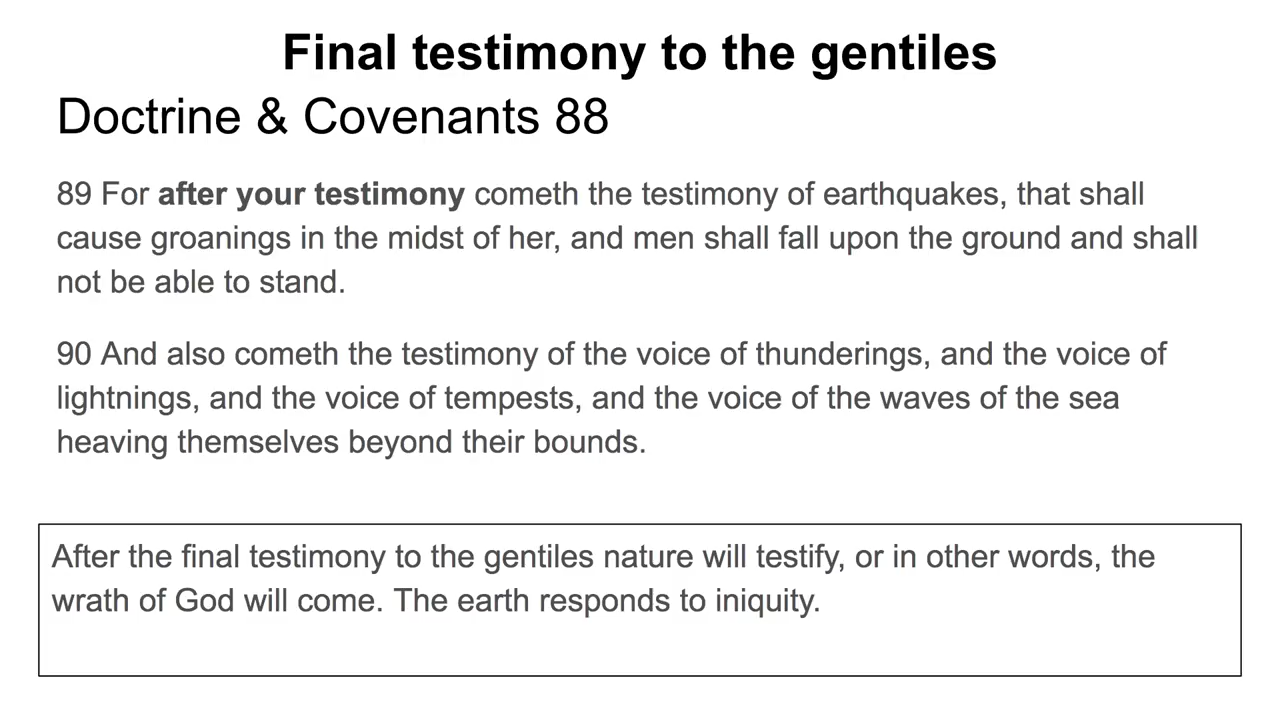 Final testimony to the gentiles
Doctrine & Covenants 88
89 For after your testimony cometh the testimony of earthquakes, that shall
cause groanings in the midst of her, and men shall fall upon the ground and shall
not be able to stand.
90 And also cometh the testimony of the voice of thunderings, and the voice of
lightnings, and the voice of tempests, and the voice of the waves of the sea
heaving themselves beyond their bounds.
After the final testimony to the gentiles nature will testify, or in other words, the
wrath of God will come. The earth responds to iniquity.